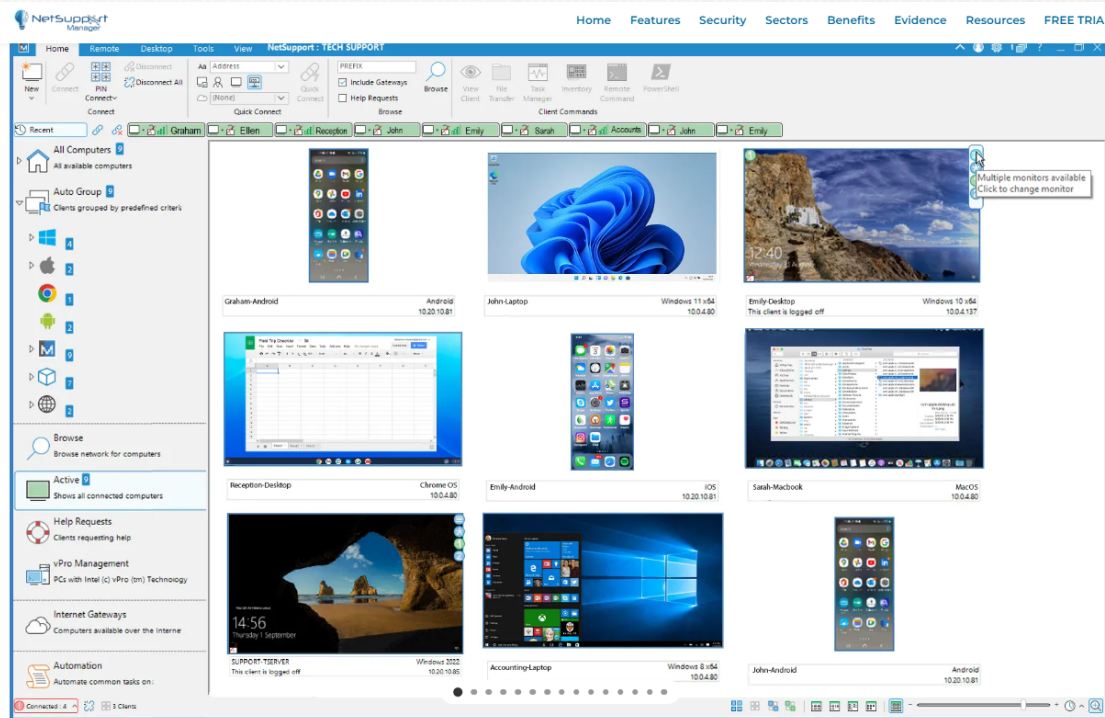 NetSupport
Manager
Home Features Security Sectors Benefits Evidence Resources FREE TRIA
Home Remote Desktop Tools View NetSupport : TECH SUPPORT
New
Connect
PIN
Connect
Disconnect
Disconnect All
Connect
Aa Address
(None)
Quick
Connect
Quick Connect
PREFIX
Include Gateways
Help Requests
Browse
Browse
View
Client
File
Transfer
Task
Manager
Inventory
Remote
Command
PowerShell
Client Commands
Recent
Graham Ellen Reception John Emily Sarah Accounts John Emily
All Computers 9
All available computers
Auto Group 9
Clients grouped by predefined criteria
4
2
1
2
9
7
2
Browse
Browse network for computers
Active 9
Shows all connected computers
Help Requests
Clients requesting help
vPro Management
PCs with Intel (c) vPro (tm) Technology
Internet Gateways
Computers available over the Interne
Automation
Automate common tasks on:
Connected : 4
3 Clients
Graham-Android Android
10.20.10.81
John-Laptop Windows 11 x64
10.0.4.80
1
12:40
Multiple monitors available
Click to change monitor
Emily-Desktop Windows 10 x64
This client is logged off 10.0.4.137
Field Trip Checklist
Reception-Desktop Chrome OS
10.0.4.80
Emily-Android IOS
10.20.10.81
Sarah-Macbook MacOS
10.0.4.80
14:56
Thursday 1 September
SUPPORT-TSERVER Windows 2022
This client is logged off 10.20.10.85
Accounting-Laptop Windows 8 x64
10.0.4.80
John-Android Android
10.20.10.81